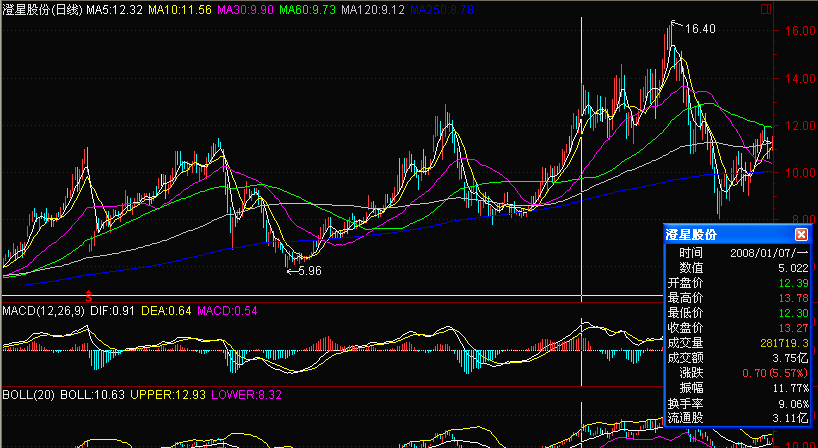 澄星股份(日线) MA5:12.32 MA10:11.56 MA30:9.90 MA60:9.73 MA120:9.12 MA250:8.78
16.40
16.00
14.00
12.00
10.00
8.00
5.96
$
MACD(12,26,9) DIF:0.91 DEA:0.64 MACD:0.54
BOLL(20) BOLL:10.63 UPPER:12.93 LOWER:8.32
10.00
澄星股份
时间 2008/01/07/一
数值 5.022
开盘价 12.39
最高价 13.78
最低价 12.30
收盘价 13.27
成交量 281719.3
成交额 3.75亿
涨跌 0.70(5.57%)
振幅 11.77%
换手率 9.06%
流通股 3.11亿